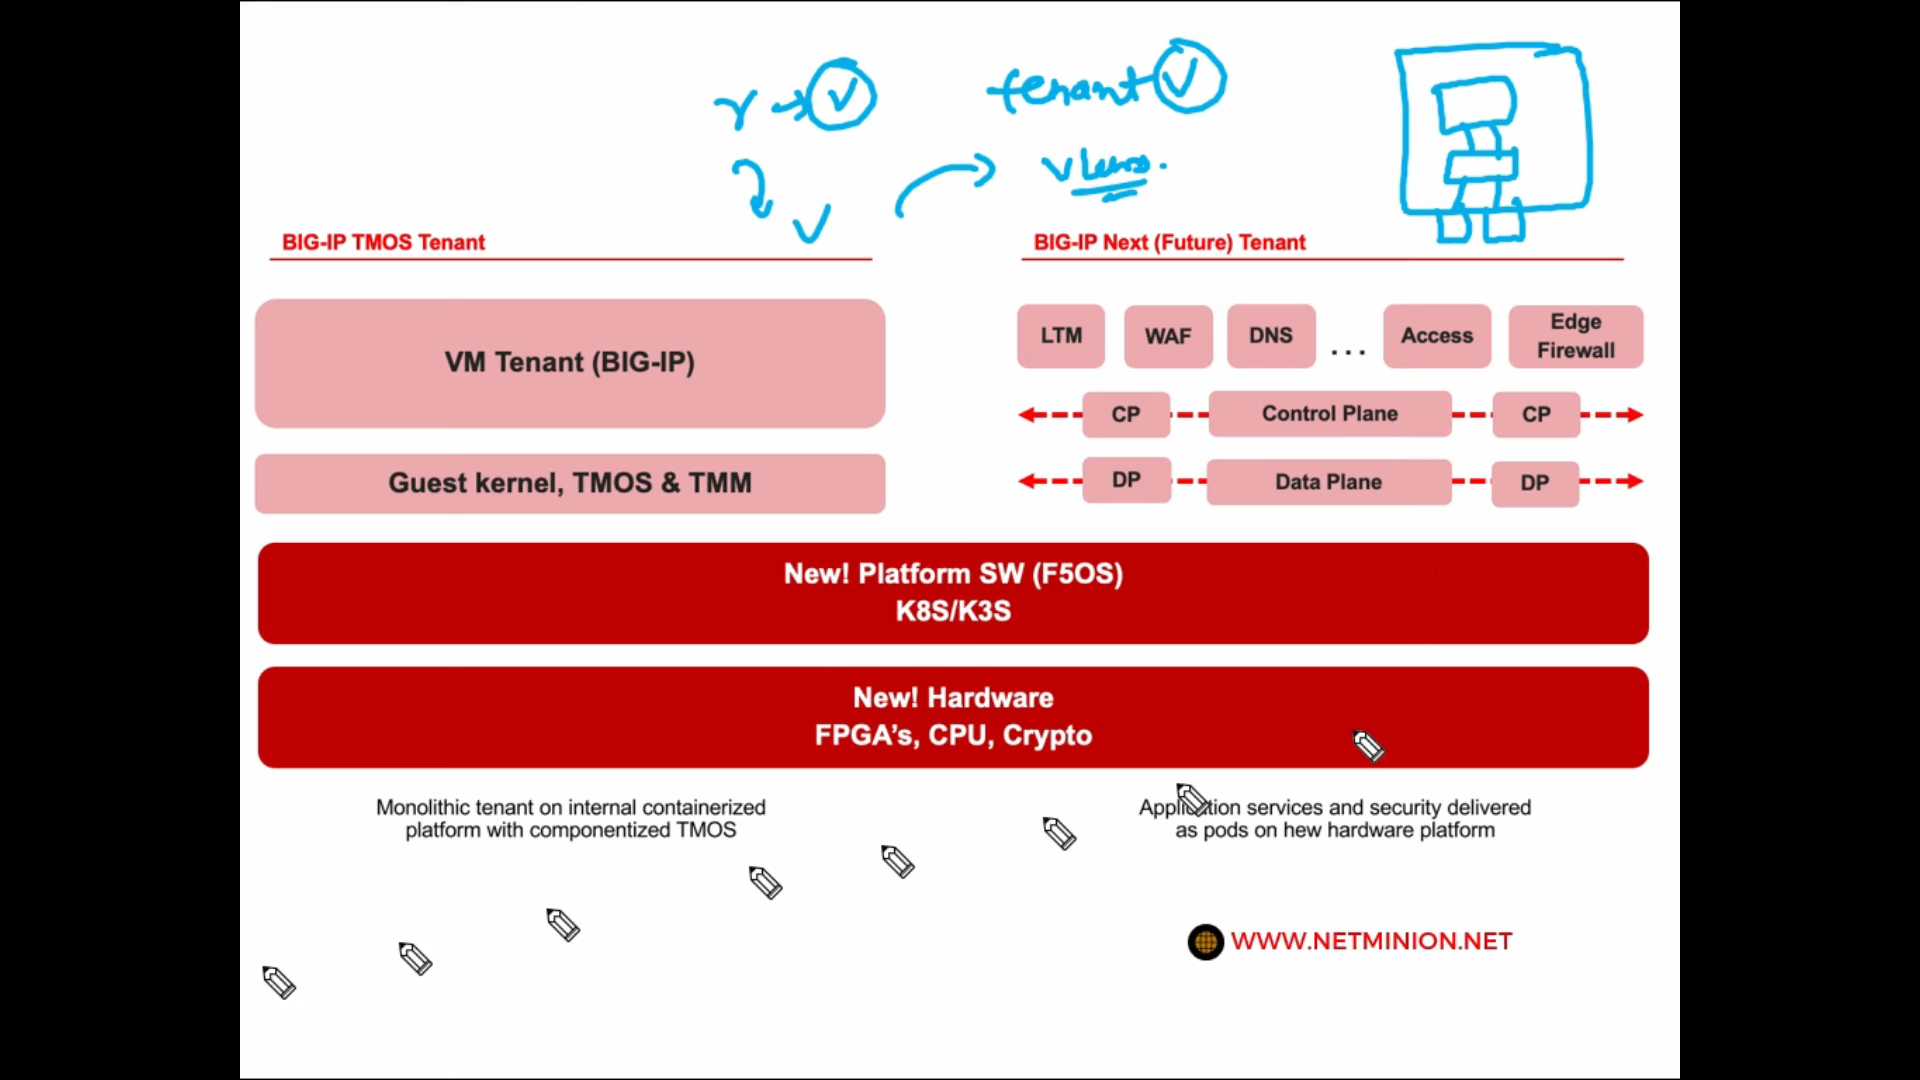 r → V
tenant V
V
vlans.
BIG-IP TMOS Tenant
BIG-IP Next (Future) Tenant
VM Tenant (BIG-IP)
Guest kernel, TMOS & TMM
LTM
WAF
DNS
...
Access
Edge
Firewall
CP
Control Plane
CP
DP
Data Plane
DP
New! Platform SW (F5OS)
K8S/K3S
New! Hardware
FPGA's, CPU, Crypto
Monolithic tenant on internal containerized
platform with componentized TMOS
Application services and security delivered
as pods on hew hardware platform
WWW.NETMINION.NET